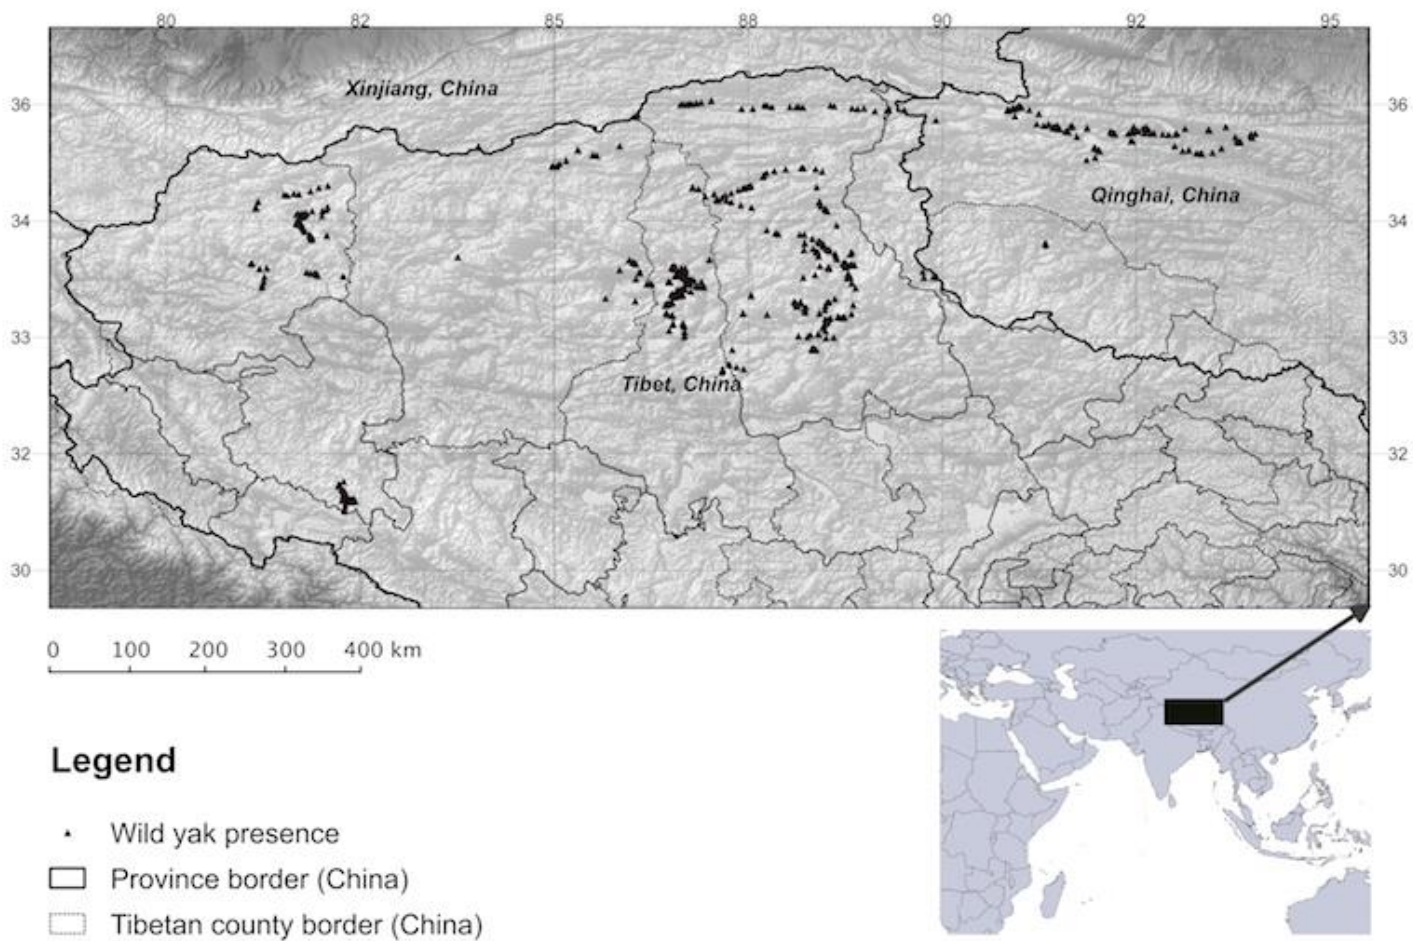 80 82 85 88 90 92 95
Xinjiang, China
36 36
Qinghai, China
34 34
33 33
Tibet, China
32 32
30 30
0 100 200 300 400 km
Legend
Wild yak presence
Province border (China)
Tibetan county border (China)